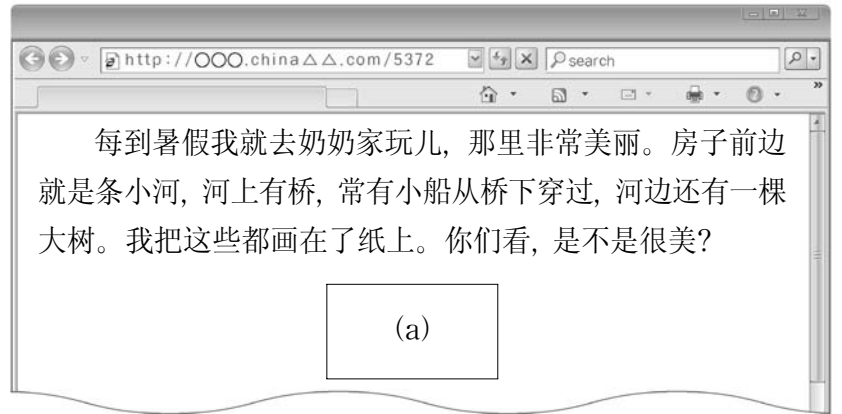 http://〇〇〇.china△△.com/5372
search
每到暑假我就去奶奶家玩儿, 那里非常美丽。房子前边
就是条小河, 河上有桥, 常有小船从桥下穿过, 河边还有一棵
大树。我把这些都画在了纸上。你们看, 是不是很美?
(a)